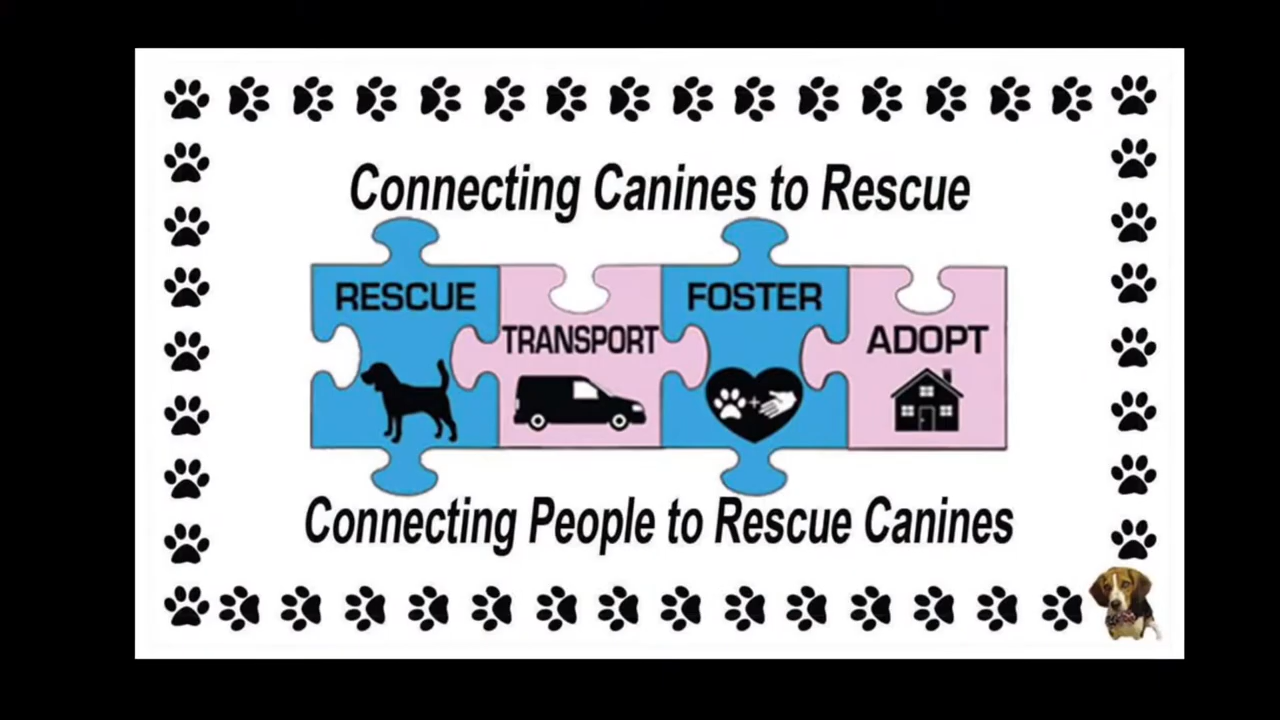 Connecting Canines to Rescue
RESCUE
TRANSPORT
FOSTER
ADOPT
Connecting People to Rescue Canines